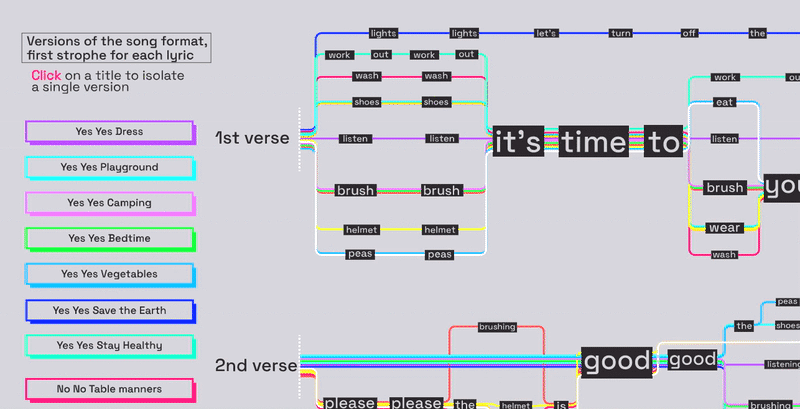 Versions of the song format,
first strophe for each lyric
Click on a title to isolate
a single version
Yes Yes Dress
Yes Yes Playground
Yes Yes Camping
Yes Yes Bedtime
Yes Yes Vegetables
Yes Yes Save the Earth
Yes Yes Stay Healthy
No No Table manners
1st verse
lights lights let's turn off the
work out work out
wash wash
shoes shoes
listen listen
brush brush
helmet helmet
peas peas
it's time to
work ou
eat
listen
brush
wear
wash
you
2nd verse
brushing
please please the helmet is
good good
the peas
shoes
listening
brushing